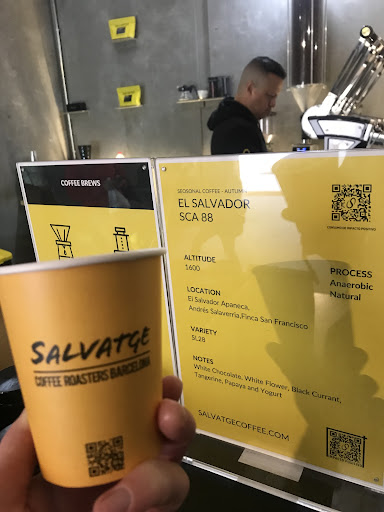 COFFEE BREWS
SEOSONAL COFFEE - AUTUM
EL SALVADOR
SCA 88
ALTITUDE
1600
PROCESS
Anaerobic
Natural
LOCATION
El Salvador Apaneca,
Andrés Salaverria,Finca San Francisco
VARIETY
SL28
NOTES
White Chocolate, White Flower, Black Currant,
Tangerine, Papaya and Yogurt
SALVATGECOFFEE.COM
SALVATGE
COFFEE ROASTERS BARCELONA